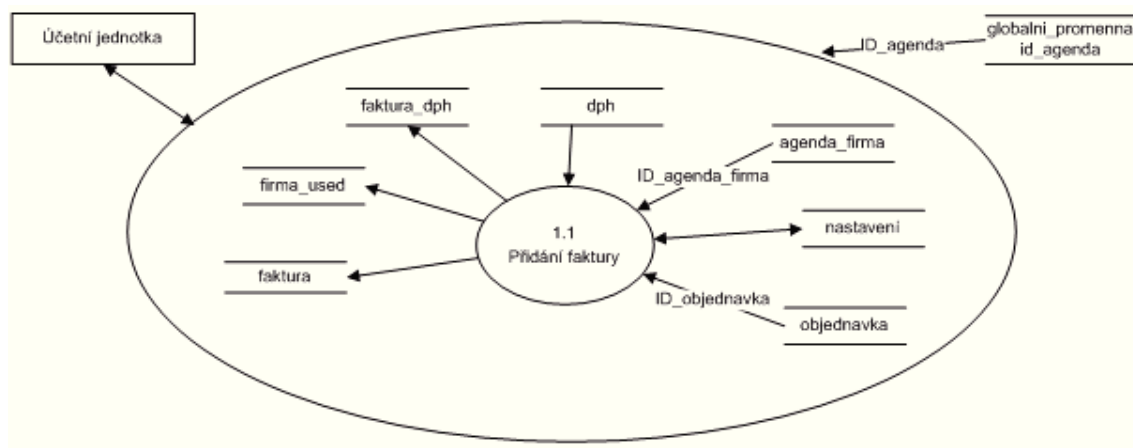 Účetní jednotka
globalni_promenna
id_agenda
ID_agenda
faktura_dph
dph
agenda_firma
ID_agenda_firma
firma_used
nastavení
1.1
Přidání faktury
faktura
ID_objednavka
objednavka